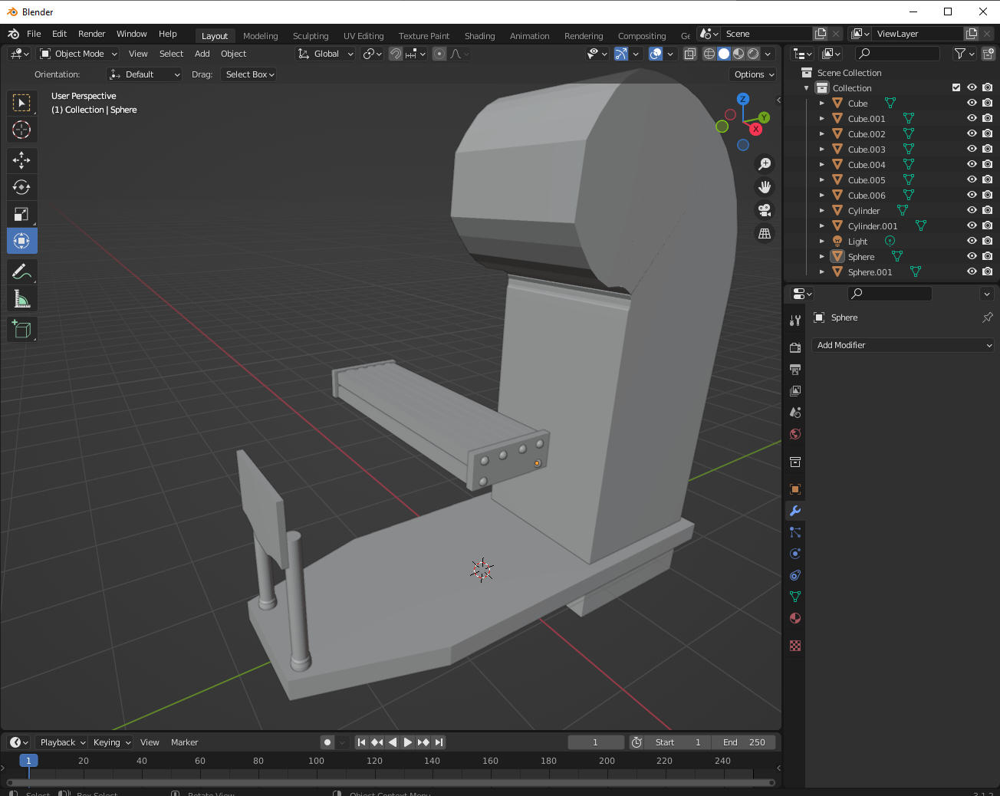 Blender
File Edit Render Window Help Layout Modeling Sculpting UV Editing Texture Paint Shading Animation Rendering Compositing Ge Scene ViewLayer
Object Mode View Select Add Object Global
Orientation: Default Drag: Select Box Options
User Perspective
(1) Collection | Sphere
Z
Y
X
Scene Collection
Collection
Cube
Cube.001
Cube.002
Cube.003
Cube.004
Cube.005
Cube.006
Cylinder
Cylinder.001
Light
Sphere
Sphere.001
Sphere
Add Modifier
Playback Keying View Marker 1 Start 1 End 250
1 20 40 60 80 100 120 140 160 180 200 220 240
Select Box Select Rotate View Object Context Menu 3.1.2